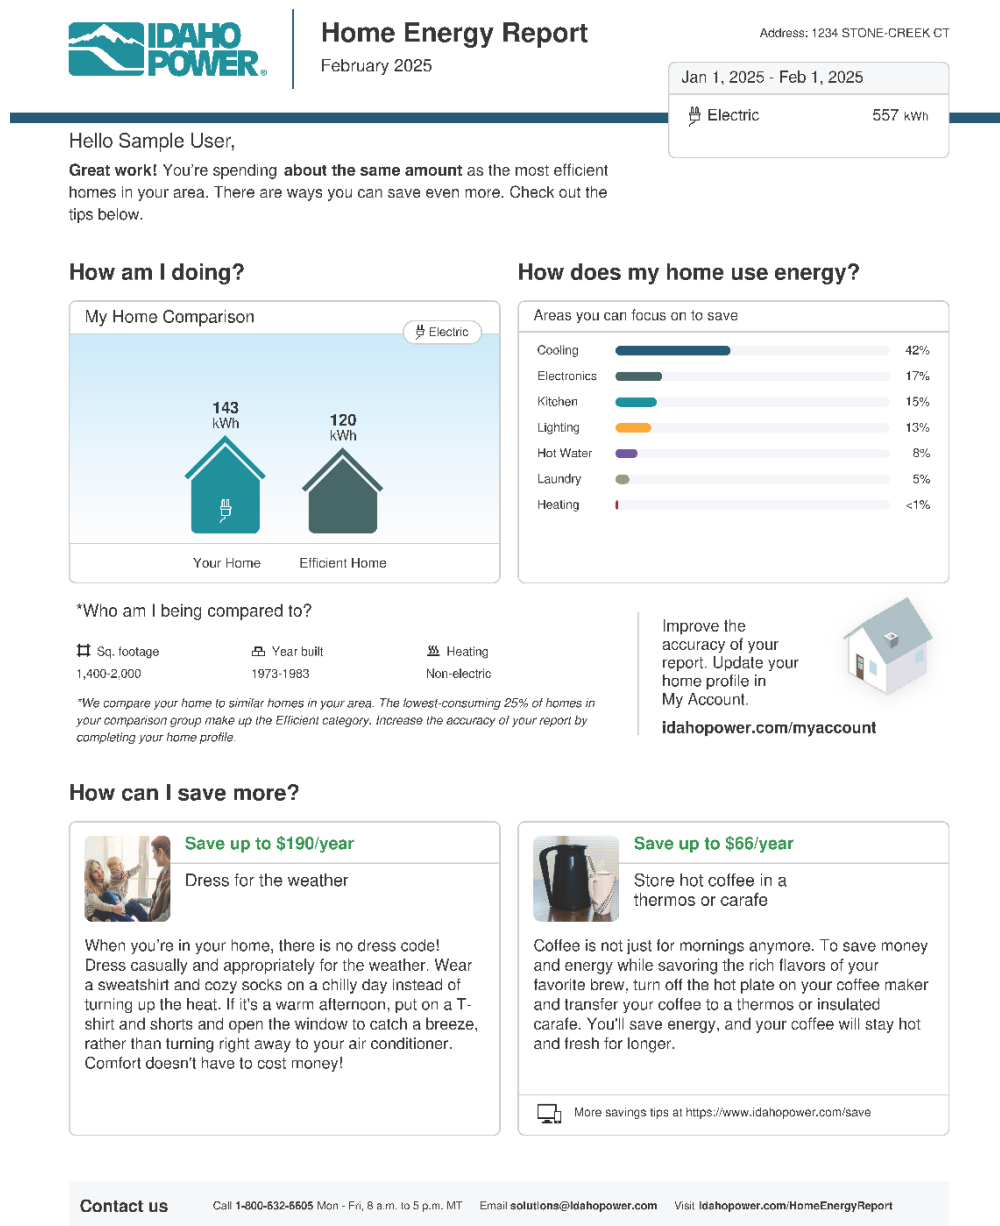 IDAHO
POWER®
Home Energy Report
February 2025
Address: 1234 STONE-CREEK CT
Jan 1, 2025 - Feb 1, 2025
Electric 557 kWh
Hello Sample User,
Great work! You're spending about the same amount as the most efficient
homes in your area. There are ways you can save even more. Check out the
tips below.
How am I doing?
My Home Comparison
Electric
143
kWh
120
kWh
Your Home Efficient Home
How does my home use energy?
Areas you can focus on to save
Cooling 42%
Electronics 17%
Kitchen 15%
Lighting 13%
Hot Water 8%
Laundry 5%
Heating <1%
*Who am I being compared to?
Sq. footage Year built Heating
1,400-2,000 1973-1983 Non-electric
*We compare your home to similar homes in your area. The lowest-consuming 25% of homes in
your comparison group make up the Efficient category. Increase the accuracy of your report by
completing your home profile.
Improve the
accuracy of your
report. Update your
home profile in
My Account.
idahopower.com/myaccount
How can I save more?
Save up to $190/year
Dress for the weather
When you're in your home, there is no dress code!
Dress casually and appropriately for the weather. Wear
a sweatshirt and cozy socks on a chilly day instead of
turning up the heat. If it's a warm afternoon, put on a T-
shirt and shorts and open the window to catch a breeze,
rather than turning right away to your air conditioner.
Comfort doesn't have to cost money!
Save up to $66/year
Store hot coffee in a
thermos or carafe
Coffee is not just for mornings anymore. To save money
and energy while savoring the rich flavors of your
favorite brew, turn off the hot plate on your coffee maker
and transfer your coffee to a thermos or insulated
carafe. You'll save energy, and your coffee will stay hot
and fresh for longer.
More savings tips at https://www.idahopower.com/save
Contact us Call 1-800-632-6605 Mon - Fri, 8 a.m. to 5 p.m. MT Email solutions@idahopower.com Visit idahopower.com/HomeEnergyReport